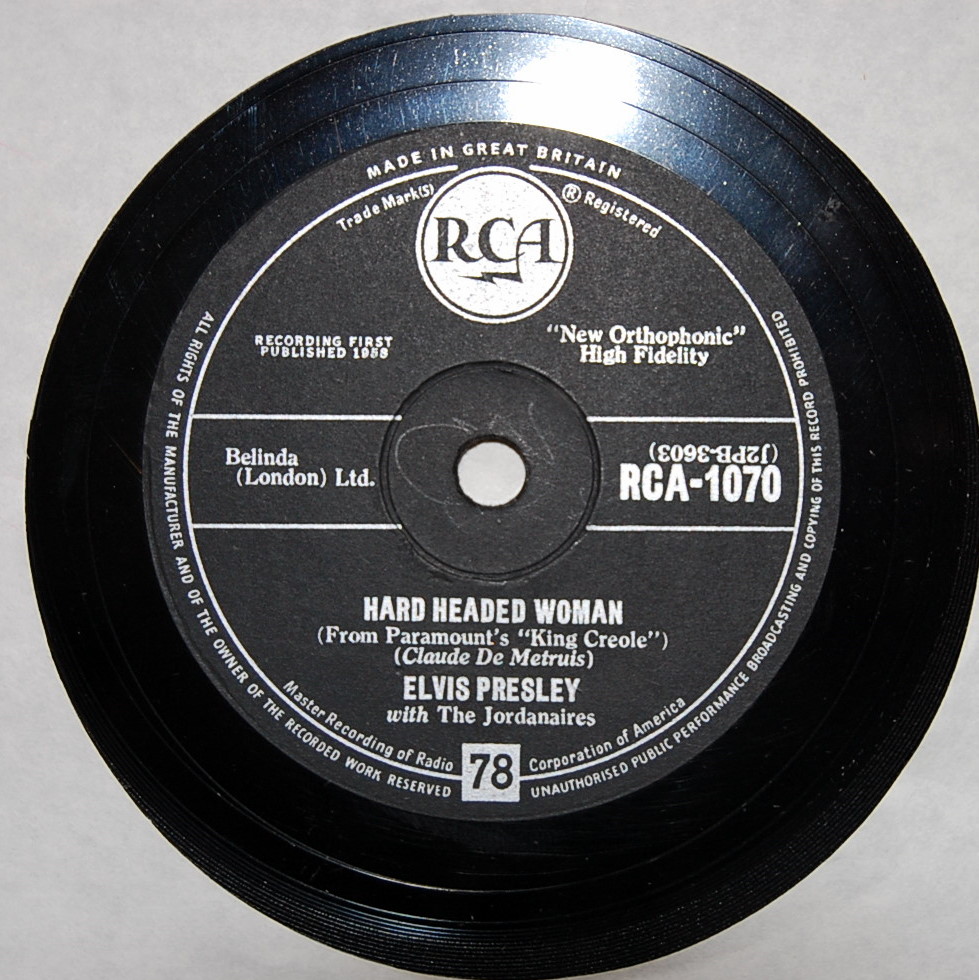 MADE IN GREAT BRITAIN
Trade Mark(S)
® Registered
RCA
RECORDING FIRST
PUBLISHED 1958
"New Orthophonic"
High Fidelity
Belinda
(London) Ltd.
(J2PB-3603)
RCA-1070
HARD HEADED WOMAN
(From Paramount's "King Creole")
(Claude De Metruis)
ELVIS PRESLEY
with The Jordanaires
Master Recording of Radio
Corporation of America
78
ALL RIGHTS OF THE MANUFACTURER AND OF THE OWNER OF THE RECORDED WORK RESERVED
UNAUTHORISED PUBLIC PERFORMANCE BROADCASTING AND COPYING OF THIS RECORD PROHIBITED